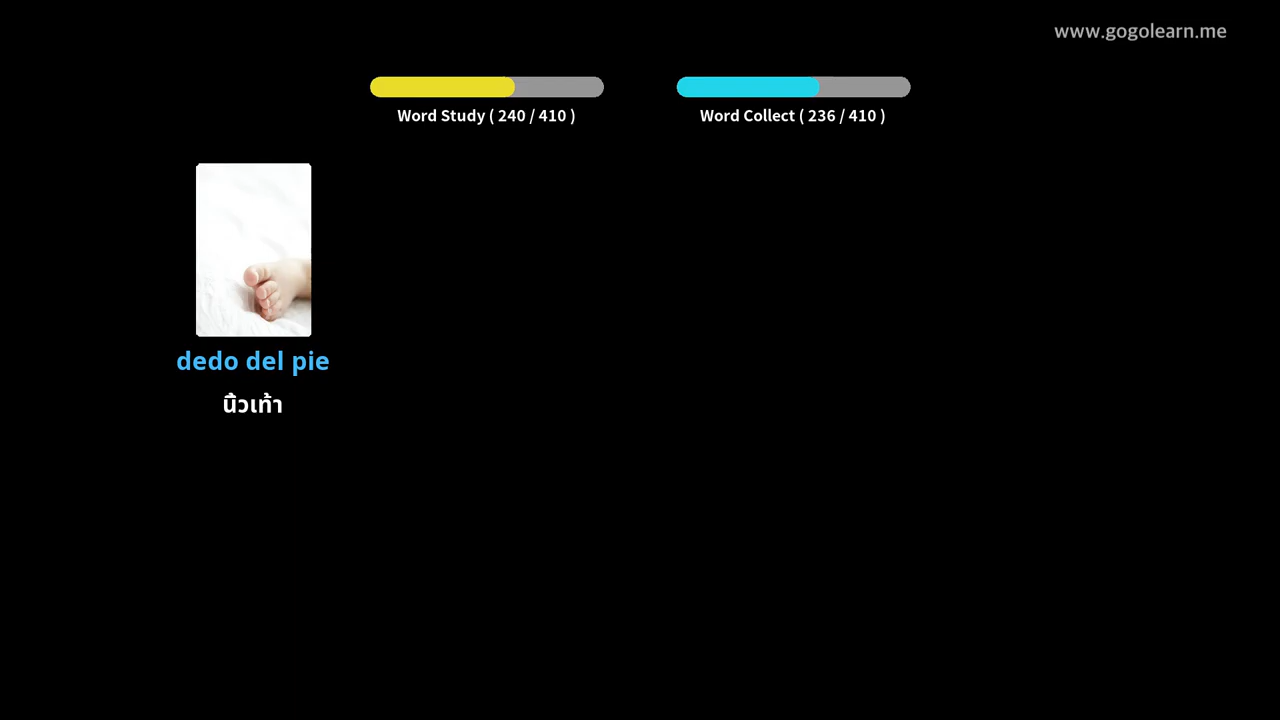 www.gogolearn.me
Word Study ( 240 / 410 )
Word Collect ( 236 / 410 )
dedo del pie
นิ้วเท้า